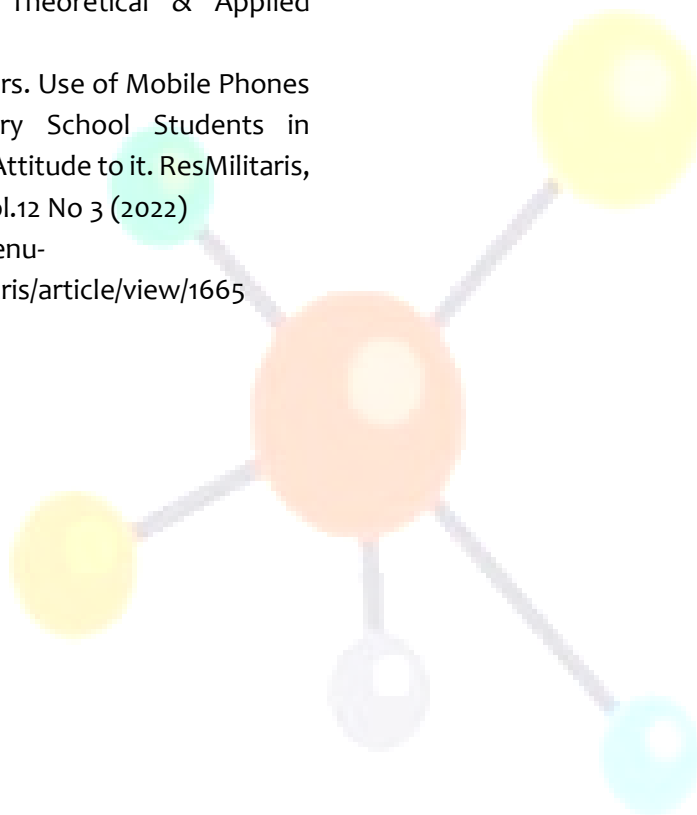 Theoretical & Applied
rs. Use of Mobile Phones
ry School Students in
Attitude to it. ResMilitaris,
l.12 No 3 (2022)
enu-
ris/article/view/1665